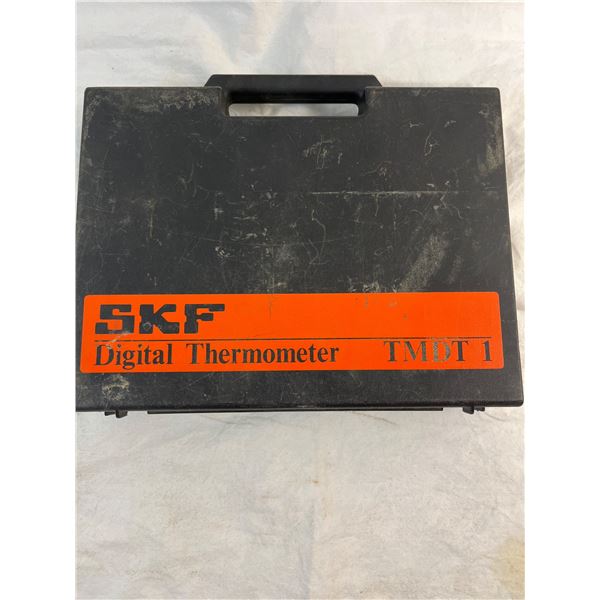 SKF
Digital Thermometer TMDT 1